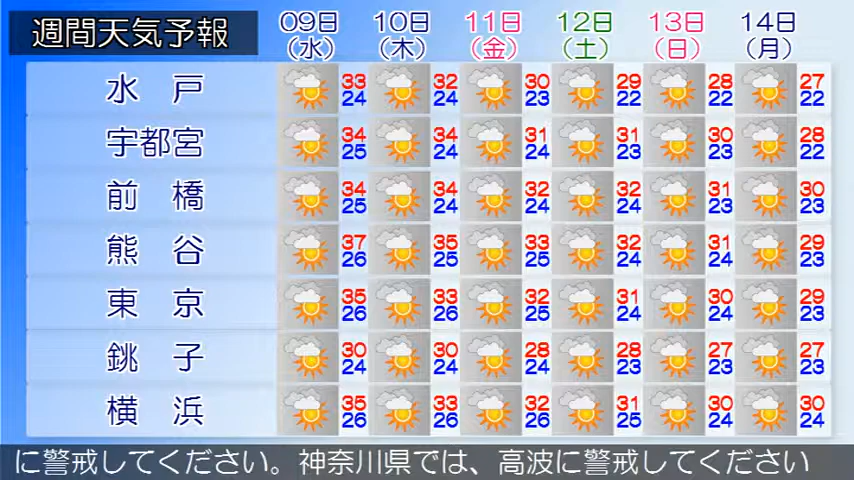 週間天気予報 09日 10日 11日 12日 13日 14日
(水) (木) (金) (土) (日) (月)
水戸 33 32 30 29 28 27
24 24 23 22 22 22
宇都宮 34 34 31 31 30 28
25 24 24 23 23 22
前橋 34 34 32 32 31 30
25 24 24 24 23 23
熊谷 37 35 33 32 31 29
26 25 25 24 24 23
東京 35 33 32 31 30 29
26 26 25 24 24 23
銚子 30 30 28 28 27 27
24 24 24 23 23 23
横浜 35 33 32 31 30 30
26 26 26 25 24 24
に警戒してください。神奈川県では、高波に警戒してください